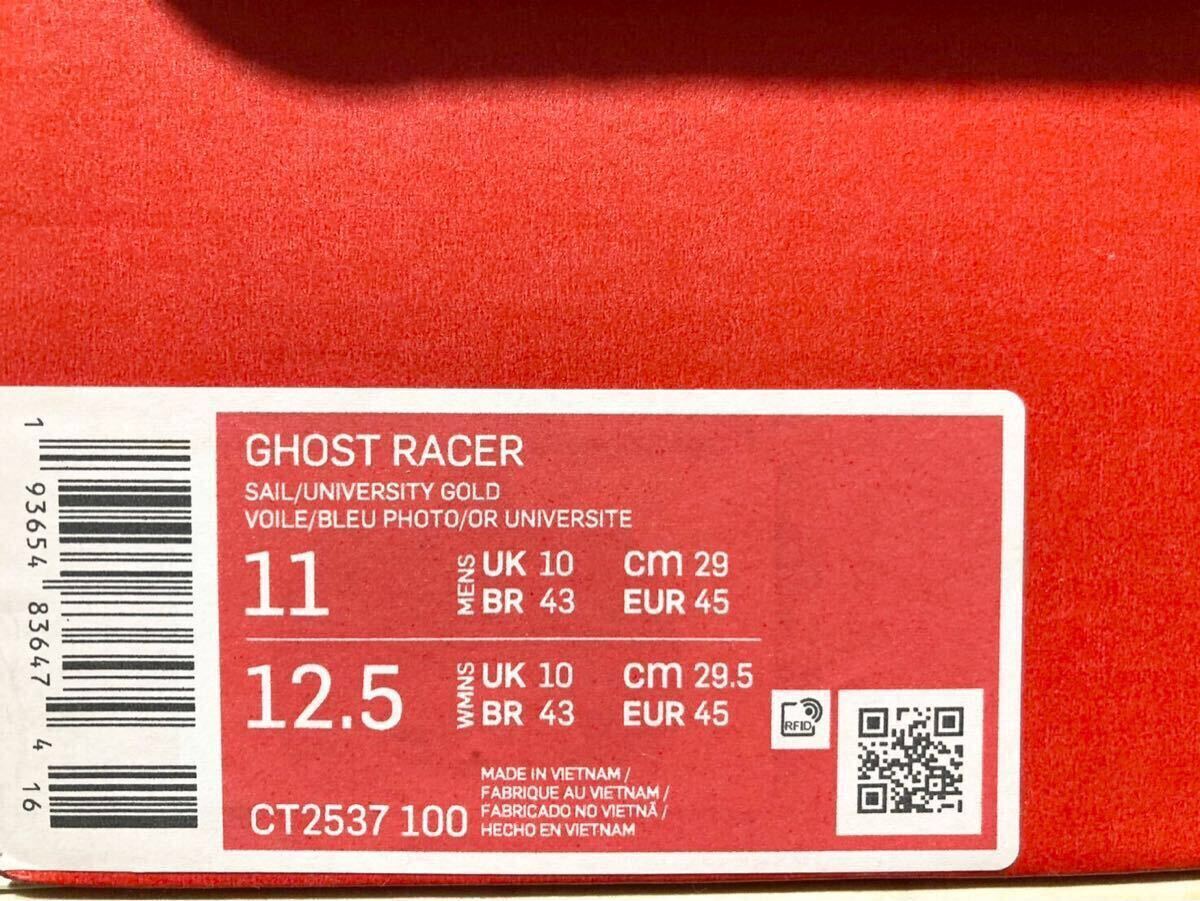 1 93654 83647 4 16
GHOST RACER
SAIL/UNIVERSITY GOLD
VOILE/BLEU PHOTO/OR UNIVERSITE
11 MENS UK 10 cm 29
BR 43 EUR 45
12.5 WMNS UK 10 cm 29.5
BR 43 EUR 45
RFID
MADE IN VIETNAM /
FABRIQUE AU VIETNAM /
FABRICADO NO VIETNÃ /
HECHO EN VIETNAM
CT2537 100